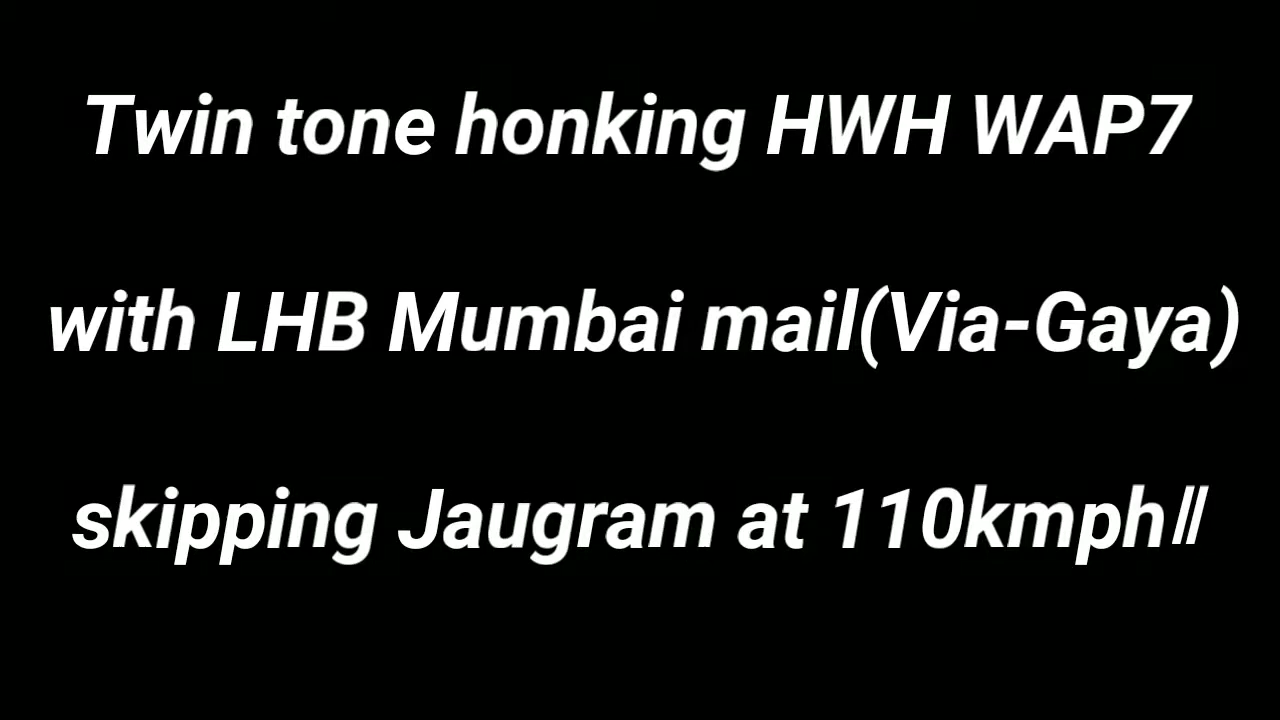 Twin tone honking HWH WAP7
with LHB Mumbai mail(Via-Gaya)
skipping Jaugram at 110kmph//